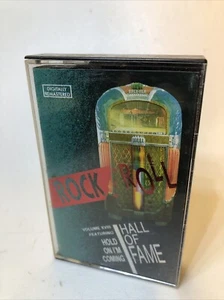 DIGITALLY
REMASTERED
ROCK ROLL
VOLUME XVIII
FEATURING
HOLD
'ON I'M
COMING
HALL
OF
FAME